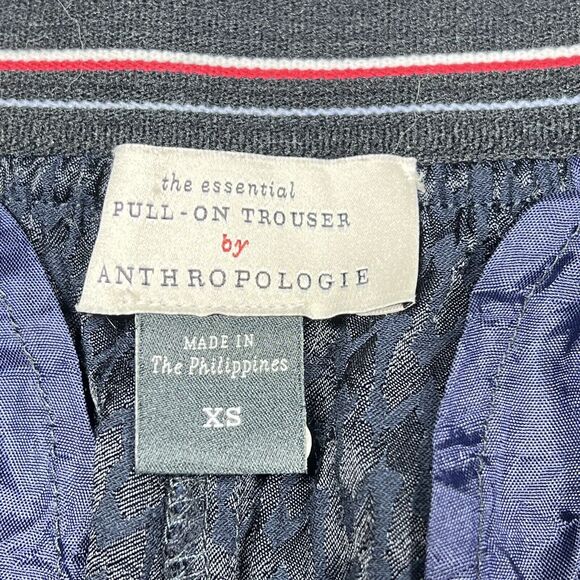 the essential
PULL-ON TROUSER
by
ANTHROPOLOGIE
MADE IN
The Philippines
XS